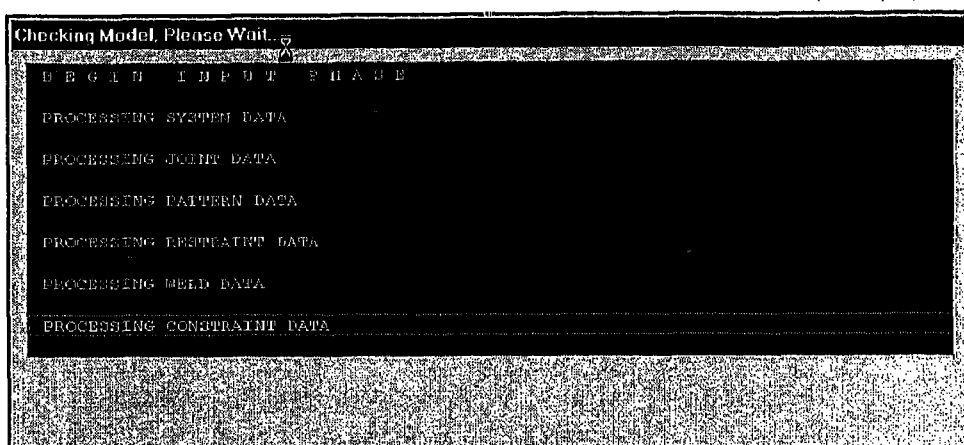 Checking Model, Please Wait...
B E G I N   I N P U T   P H A S E
PROCESSING SYSTEM DATA
PROCESSING JOINT DATA
PROCESSING PATTERN DATA
PROCESSING RESTRAINT DATA
PROCESSING WELD DATA
PROCESSING CONSTRAINT DATA